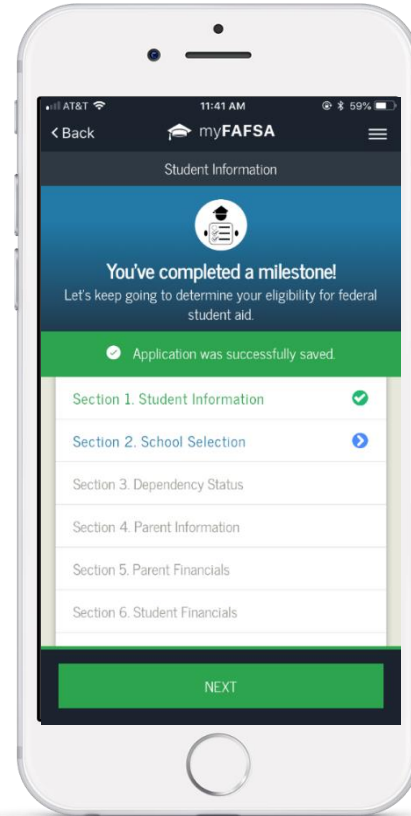 AT&T 11:41 AM 59%
Back myFAFSA
Student Information
You've completed a milestone!
Let's keep going to determine your eligibility for federal
student aid.
Application was successfully saved.
Section 1. Student Information
Section 2. School Selection
Section 3. Dependency Status
Section 4. Parent Information
Section 5. Parent Financials
Section 6. Student Financials
NEXT